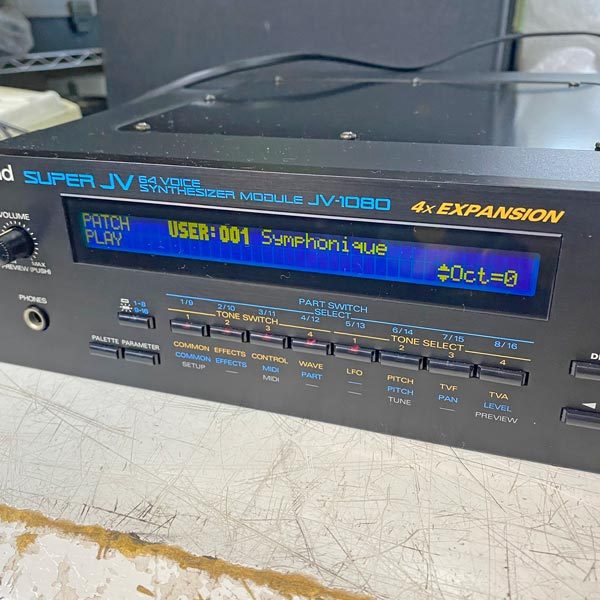 nd SUPER JV 64 VOICE SYNTHESIZER MODULE JV-1080 4x EXPANSION
VOLUME
MAX
PREVIEW (PUSH)
PHONES
PATCH USER:001 Symphonique
PLAY
Oct=0
PART SWITCH
SELECT
1-8
9-16
1/9 2/10 3/11 4/12 5/13 6/14 7/15 8/16
TONE SWITCH TONE SELECT
1 2 3 4 1 2 3 4
PALETTE PARAMETER
COMMON EFFECTS CONTROL WAVE LFO PITCH TVF TVA
COMMON EFFECTS MIDI PART PITCH PAN LEVEL
SETUP MIDI TUNE PREVIEW